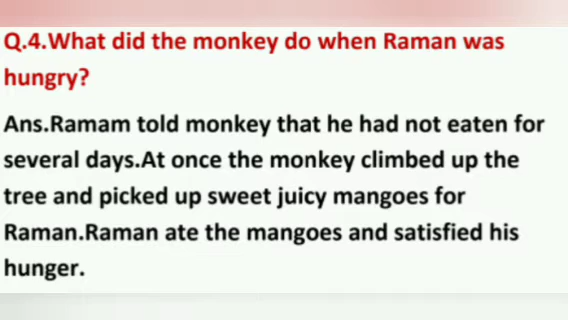 Q.4.What did the monkey do when Raman was
hungry?
Ans.Ramam told monkey that he had not eaten for
several days.At once the monkey climbed up the
tree and picked up sweet juicy mangoes for
Raman.Raman ate the mangoes and satisfied his
hunger.